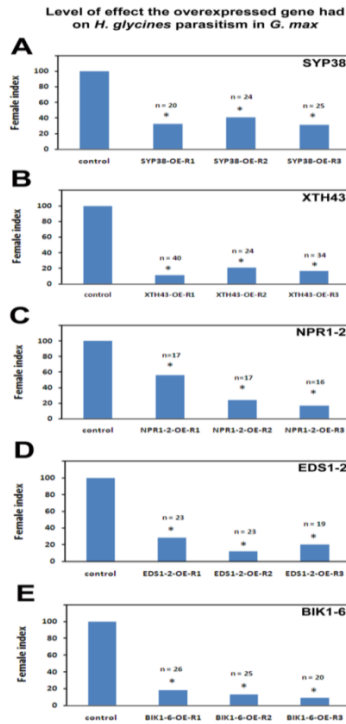 Level of effect the overexpressed gene had
on H. glycines parasitism in G. max
A
SYP38
Female index
120
100
80
60
40
20
0
n = 20
n = 24
n = 25
* * *
control SYP38-OE-R1 SYP38-OE-R2 SYP38-OE-R3
B
XTH43
Female index
120
100
80
60
40
20
0
n = 40
n = 24
n = 34
* * *
control XTH43-OE-R1 XTH43-OE-R2 XTH43-OE-R3
C
NPR1-2
Female index
120
100
80
60
40
20
0
n=17
n=17
n=16
* * *
control NPR1-2-OE-R1 NPR1-2-OE-R2 NPR1-2-OE-R3
D
EDS1-2
Female index
120
100
80
60
40
20
0
n = 23
n = 23
n = 19
* * *
control EDS1-2-OE-R1 EDS1-2-OE-R2 EDS1-2-OE-R3
E
BIK1-6
Female index
120
100
80
60
40
20
0
n = 26
n = 25
n = 20
* * *
control BIK1-6-OE-R1 BIK1-6-OE-R2 BIK1-6-OE-R3